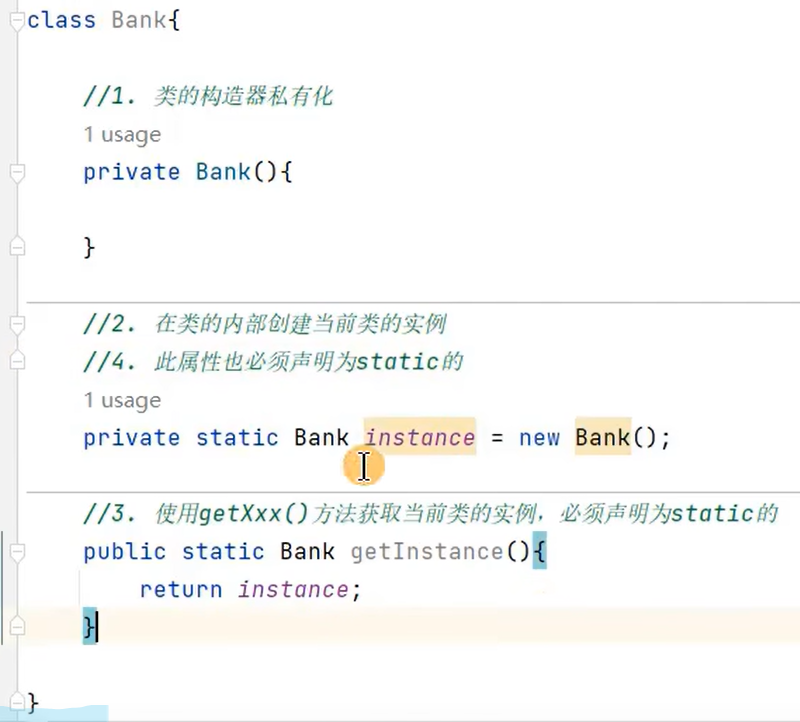 class Bank{
//1. 类的构造器私有化
1 usage
private Bank(){
}
//2. 在类的内部创建当前类的实例
//4. 此属性也必须声明为static的
1 usage
private static Bank instance = new Bank();
//3. 使用getXxx()方法获取当前类的实例，必须声明为static的
public static Bank getInstance(){
return instance;
}
}